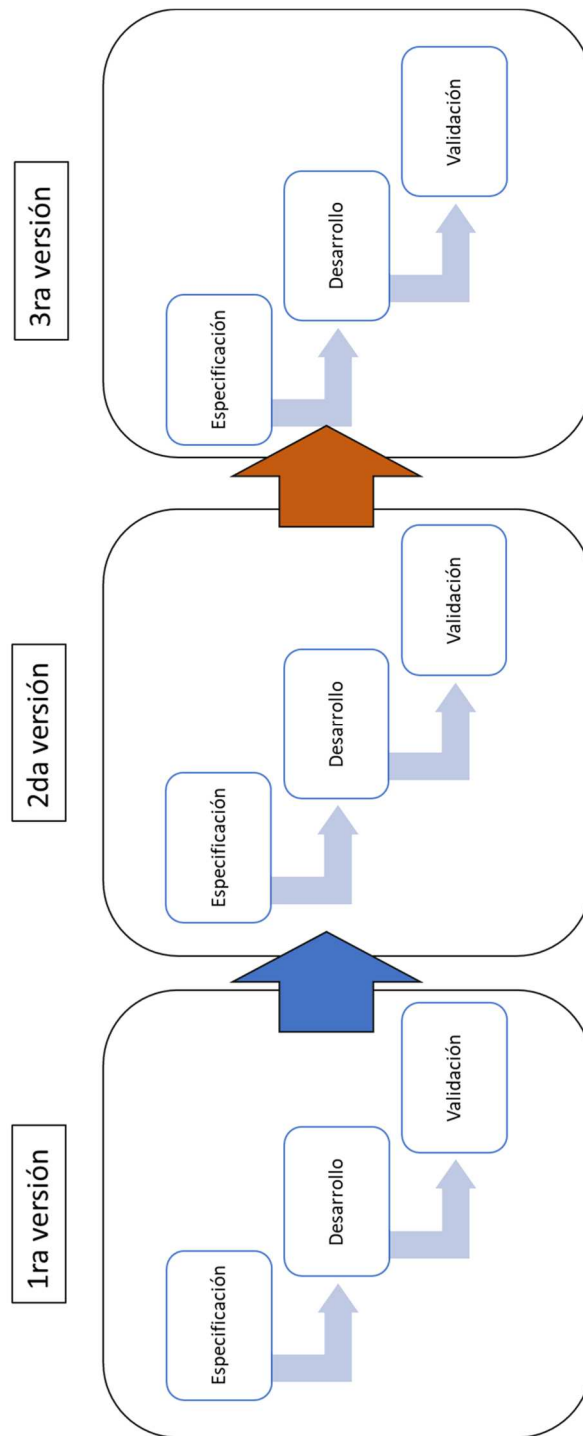 1ra versión
Especificación
Desarrollo
Validación
2da versión
Especificación
Desarrollo
Validación
3ra versión
Especificación
Desarrollo
Validación